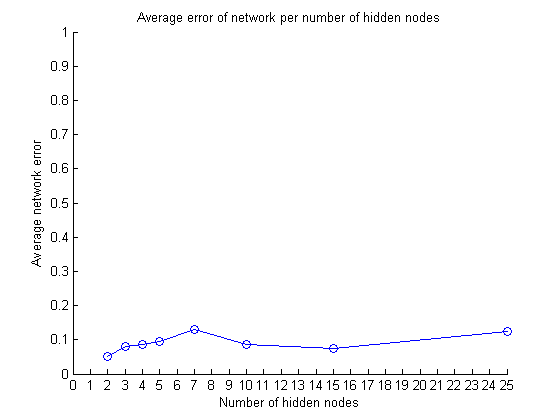 Average error of network per number of hidden nodes
1
0.9
0.8
0.7
0.6
0.5
0.4
0.3
0.2
0.1
0
Average network error
0 1 2 3 4 5 6 7 8 9 10 11 12 13 14 15 16 17 18 19 20 21 22 23 24 25
Number of hidden nodes